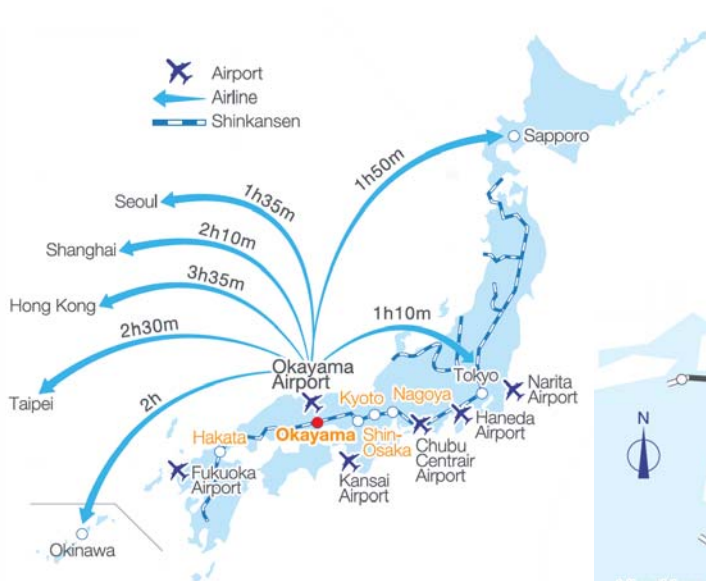 Airport
Airline
Shinkansen
Sapporo
1h50m
Seoul
1h35m
Shanghai
2h10m
Hong Kong
3h35m
2h30m
Taipei
2h
Okinawa
1h10m
Okayama
Airport
Tokyo
Narita
Airport
Haneda
Airport
Kyoto
Nagoya
Hakata
Okayama
Shin-
Osaka
Chubu
Centrair
Airport
Fukuoka
Airport
Kansai
Airport
N